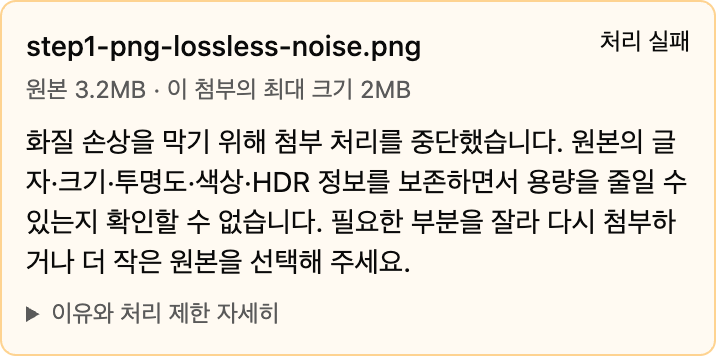 step1-png-lossless-noise.png
처리 실패
원본 3.2MB · 이 첨부의 최대 크기 2MB
화질 손상을 막기 위해 첨부 처리를 중단했습니다. 원본의 글
자·크기·투명도·색상·HDR 정보를 보존하면서 용량을 줄일 수
있는지 확인할 수 없습니다. 필요한 부분을 잘라 다시 첨부하
거나 더 작은 원본을 선택해 주세요.
▶ 이유와 처리 제한 자세히